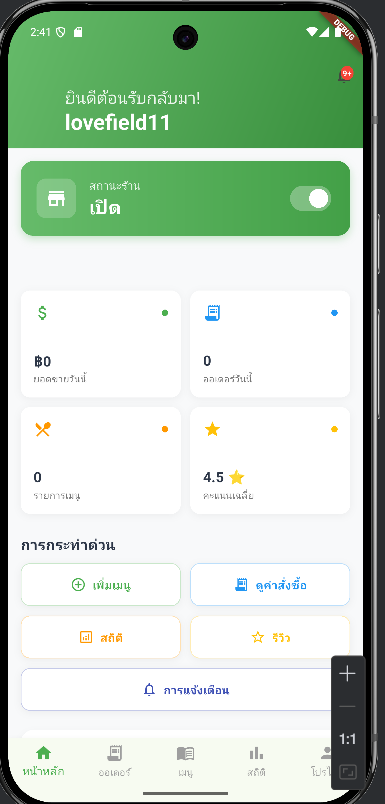 2:41
DEBUG
9+
ยินดีต้อนรับกลับมา!
lovefield11
สถานะร้าน
เปิด
฿0
ยอดขายวันนี้
0
ออเดอร์วันนี้
0
รายการเมนู
4.5 ⭐
คะแนนเฉลี่ย
การกระทำด่วน
เพิ่มเมนู
ดูคำสั่งซื้อ
สถิติ
รีวิว
การแจ้งเตือน
1:1
หน้าหลัก
ออเดอร์
เมนู
สถิติ